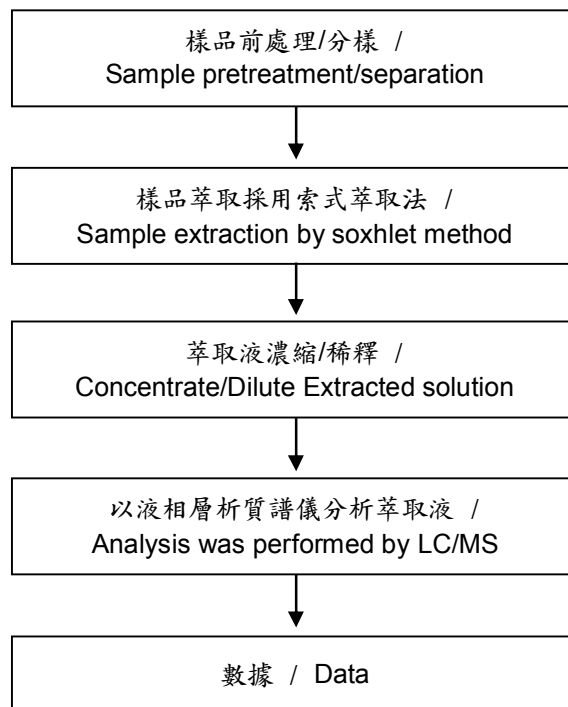 樣品前處理/分樣 /
Sample pretreatment/separation
樣品萃取採用索式萃取法 /
Sample extraction by soxhlet method
萃取液濃縮/稀釋 /
Concentrate/Dilute Extracted solution
以液相層析質譜儀分析萃取液 /
Analysis was performed by LC/MS
數據 / Data